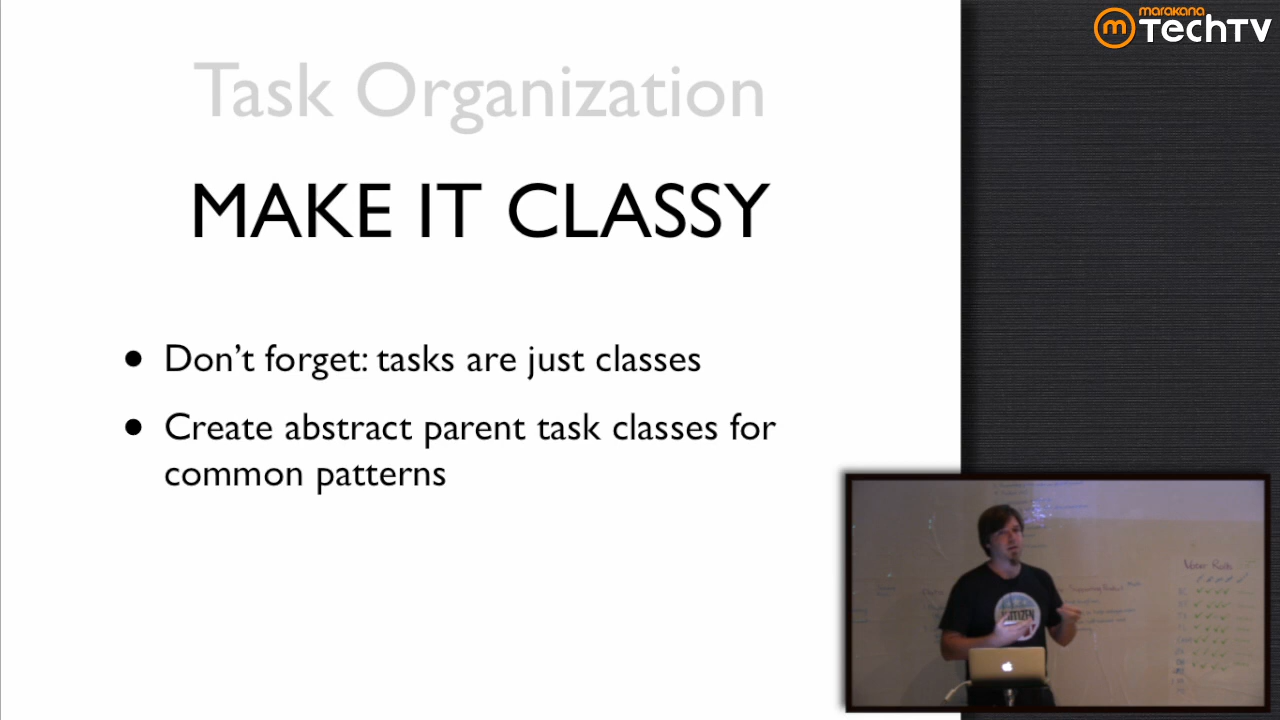 marakana
TechTV
Task Organization
MAKE IT CLASSY
• Don’t forget: tasks are just classes
• Create abstract parent task classes for
common patterns